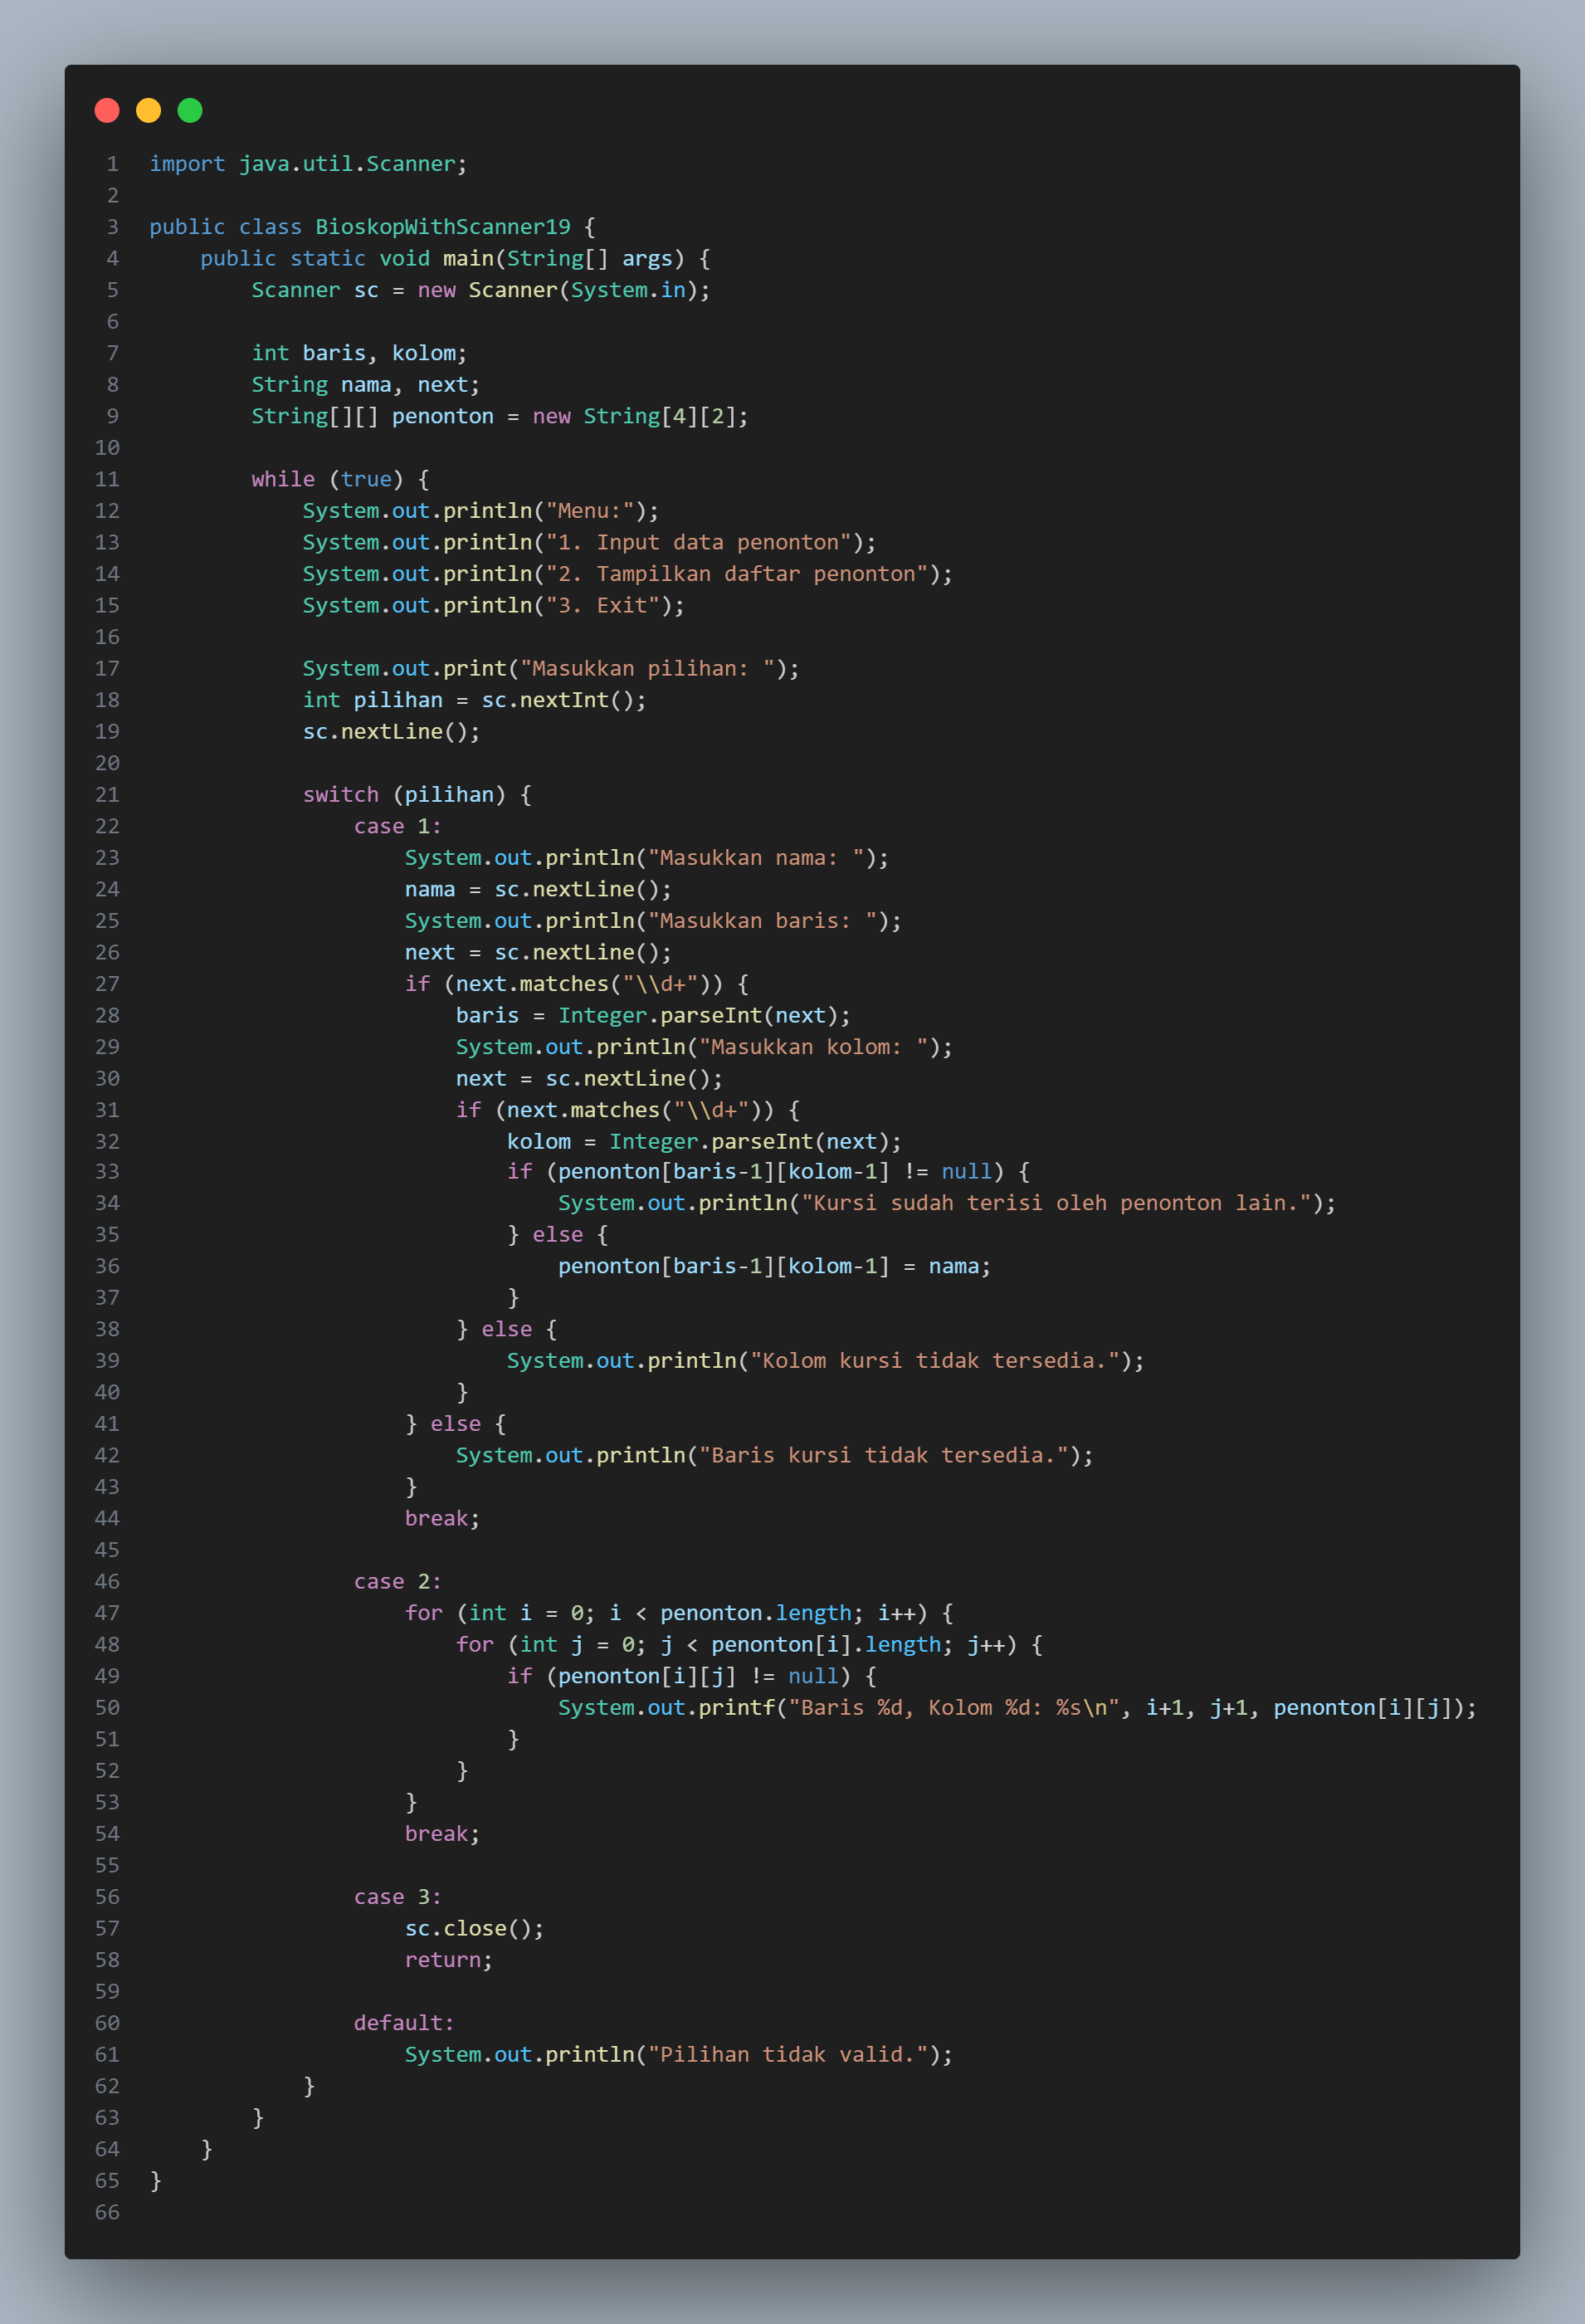 1 import java.util.Scanner;
2
3 public class BioskopWithScanner19 {
4     public static void main(String[] args) {
5         Scanner sc = new Scanner(System.in);
6
7         int baris, kolom;
8         String nama, next;
9         String[][] penonton = new String[4][2];
10
11         while (true) {
12             System.out.println("Menu:");
13             System.out.println("1. Input data penonton");
14             System.out.println("2. Tampilkan daftar penonton");
15             System.out.println("3. Exit");
16
17             System.out.print("Masukkan pilihan: ");
18             int pilihan = sc.nextInt();
19             sc.nextLine();
20
21             switch (pilihan) {
22                 case 1:
23                     System.out.println("Masukkan nama: ");
24                     nama = sc.nextLine();
25                     System.out.println("Masukkan baris: ");
26                     next = sc.nextLine();
27                     if (next.matches("\\d+")) {
28                         baris = Integer.parseInt(next);
29                         System.out.println("Masukkan kolom: ");
30                         next = sc.nextLine();
31                         if (next.matches("\\d+")) {
32                             kolom = Integer.parseInt(next);
33                             if (penonton[baris-1][kolom-1] != null) {
34                                 System.out.println("Kursi sudah terisi oleh penonton lain.");
35                             } else {
36                                 penonton[baris-1][kolom-1] = nama;
37                             }
38                         } else {
39                             System.out.println("Kolom kursi tidak tersedia.");
40                         }
41                     } else {
42                         System.out.println("Baris kursi tidak tersedia.");
43                     }
44                     break;
45
46                 case 2:
47                     for (int i = 0; i < penonton.length; i++) {
48                         for (int j = 0; j < penonton[i].length; j++) {
49                             if (penonton[i][j] != null) {
50                                 System.out.printf("Baris %d, Kolom %d: %s\n", i+1, j+1, penonton[i][j]);
51                             }
52                         }
53                     }
54                     break;
55
56                 case 3:
57                     sc.close();
58                     return;
59
60                 default:
61                     System.out.println("Pilihan tidak valid.");
62             }
63         }
64     }
65 }
66